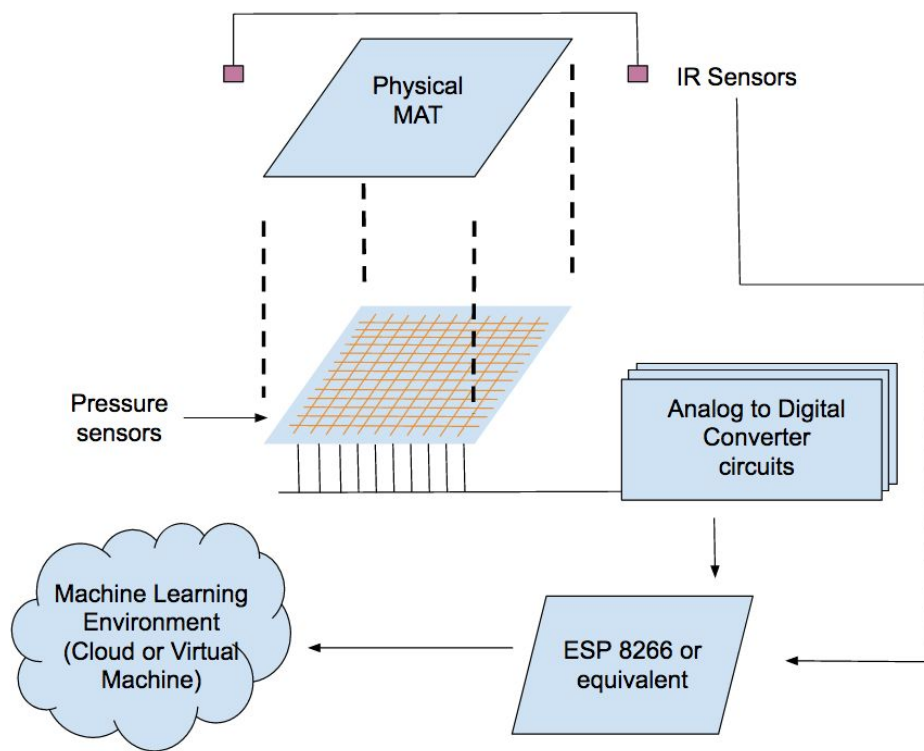 Physical
MAT
IR Sensors
Pressure
sensors
Analog to Digital
Converter
circuits
Machine Learning
Environment
(Cloud or Virtual
Machine)
ESP 8266 or
equivalent